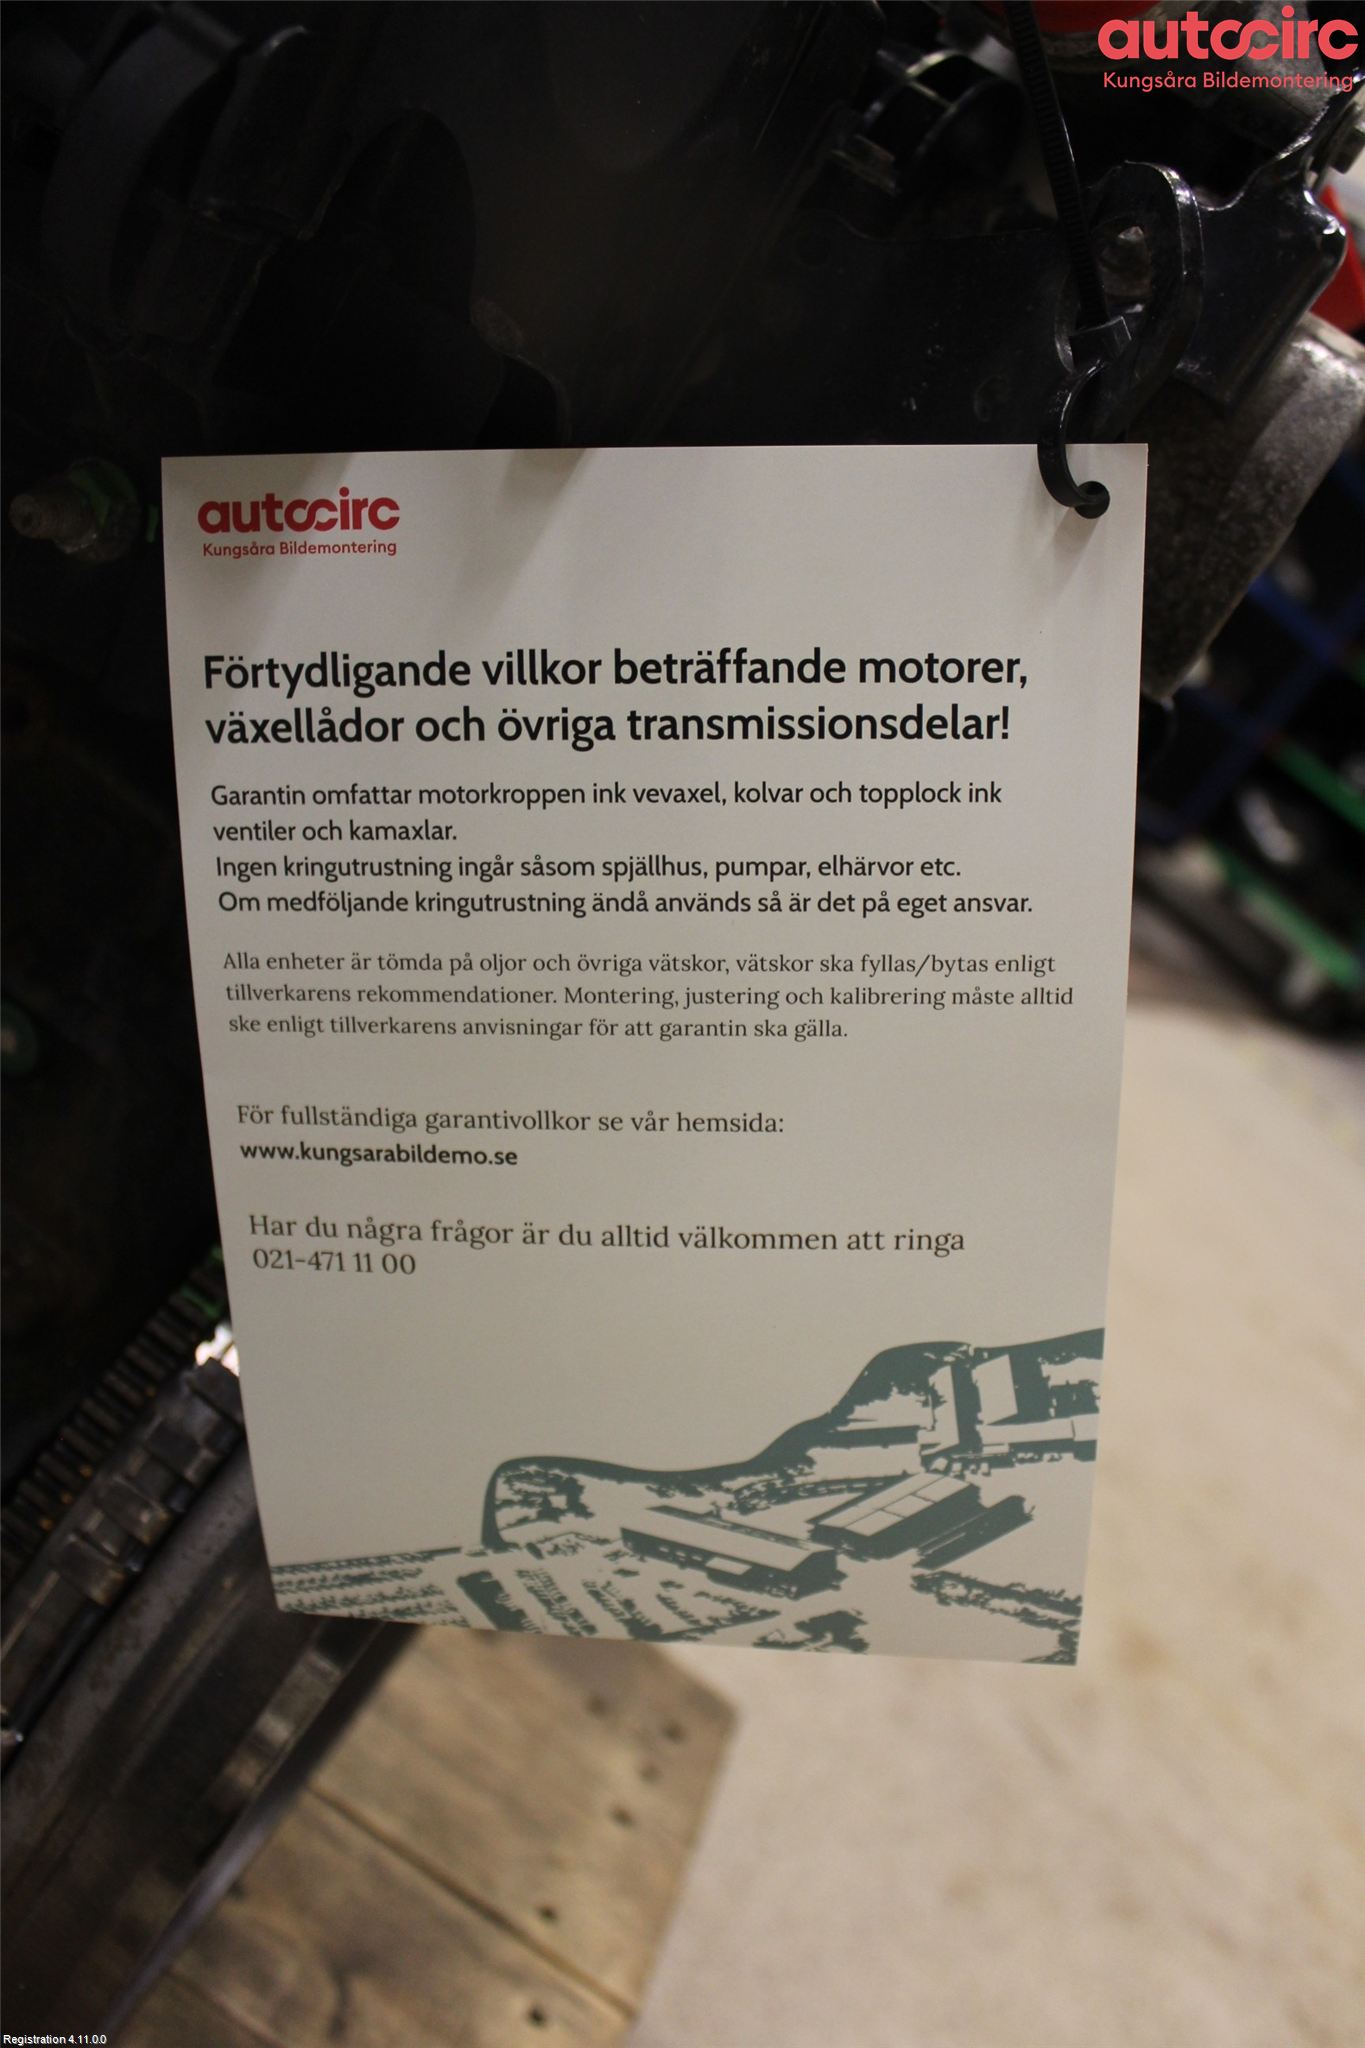 autocirc
Kungsåra Bildemontering
autocirc
Kungsåra Bildemontering
Förtydligande villkor beträffande motorer,
växellådor och övriga transmissionsdelar!
Garantin omfattar motorkroppen ink vevaxel, kolvar och topplock ink
ventiler och kamaxlar.
Ingen kringutrustning ingår såsom spjällhus, pumpar, elhärvor etc.
Om medföljande kringutrustning ändå används så är det på eget ansvar.
Alla enheter är tömda på oljor och övriga vätskor, vätskor ska fyllas/bytas enligt
tillverkarens rekommendationer. Montering, justering och kalibrering måste alltid
ske enligt tillverkarens anvisningar för att garantin ska gälla.
För fullständiga garantivollkor se vår hemsida:
www.kungsarabildemo.se
Har du några frågor är du alltid välkommen att ringa
021-471 11 00
Registration 4.11.0.0